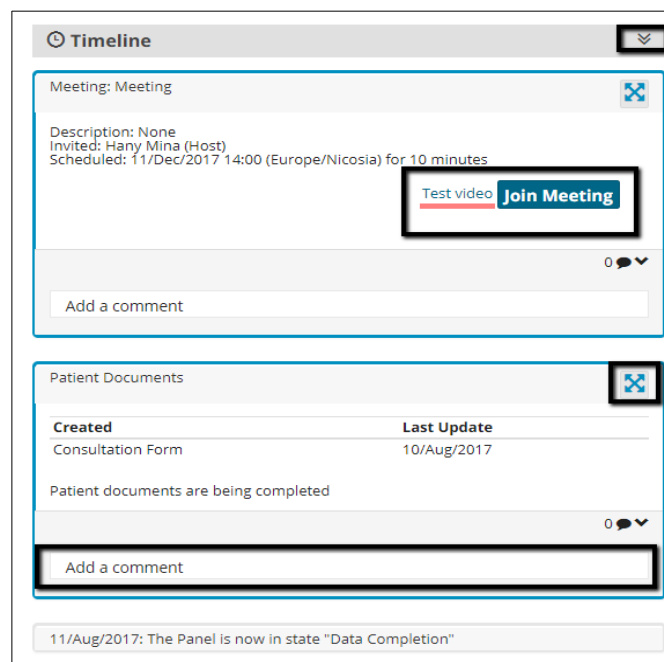 Timeline
Meeting: Meeting
Description: None
Invited: Hany Mina (Host)
Scheduled: 11/Dec/2017 14:00 (Europe/Nicosia) for 10 minutes
Test video Join Meeting
0
Add a comment
Patient Documents
Created Last Update
Consultation Form 10/Aug/2017
Patient documents are being completed
0
Add a comment
11/Aug/2017: The Panel is now in state "Data Completion"